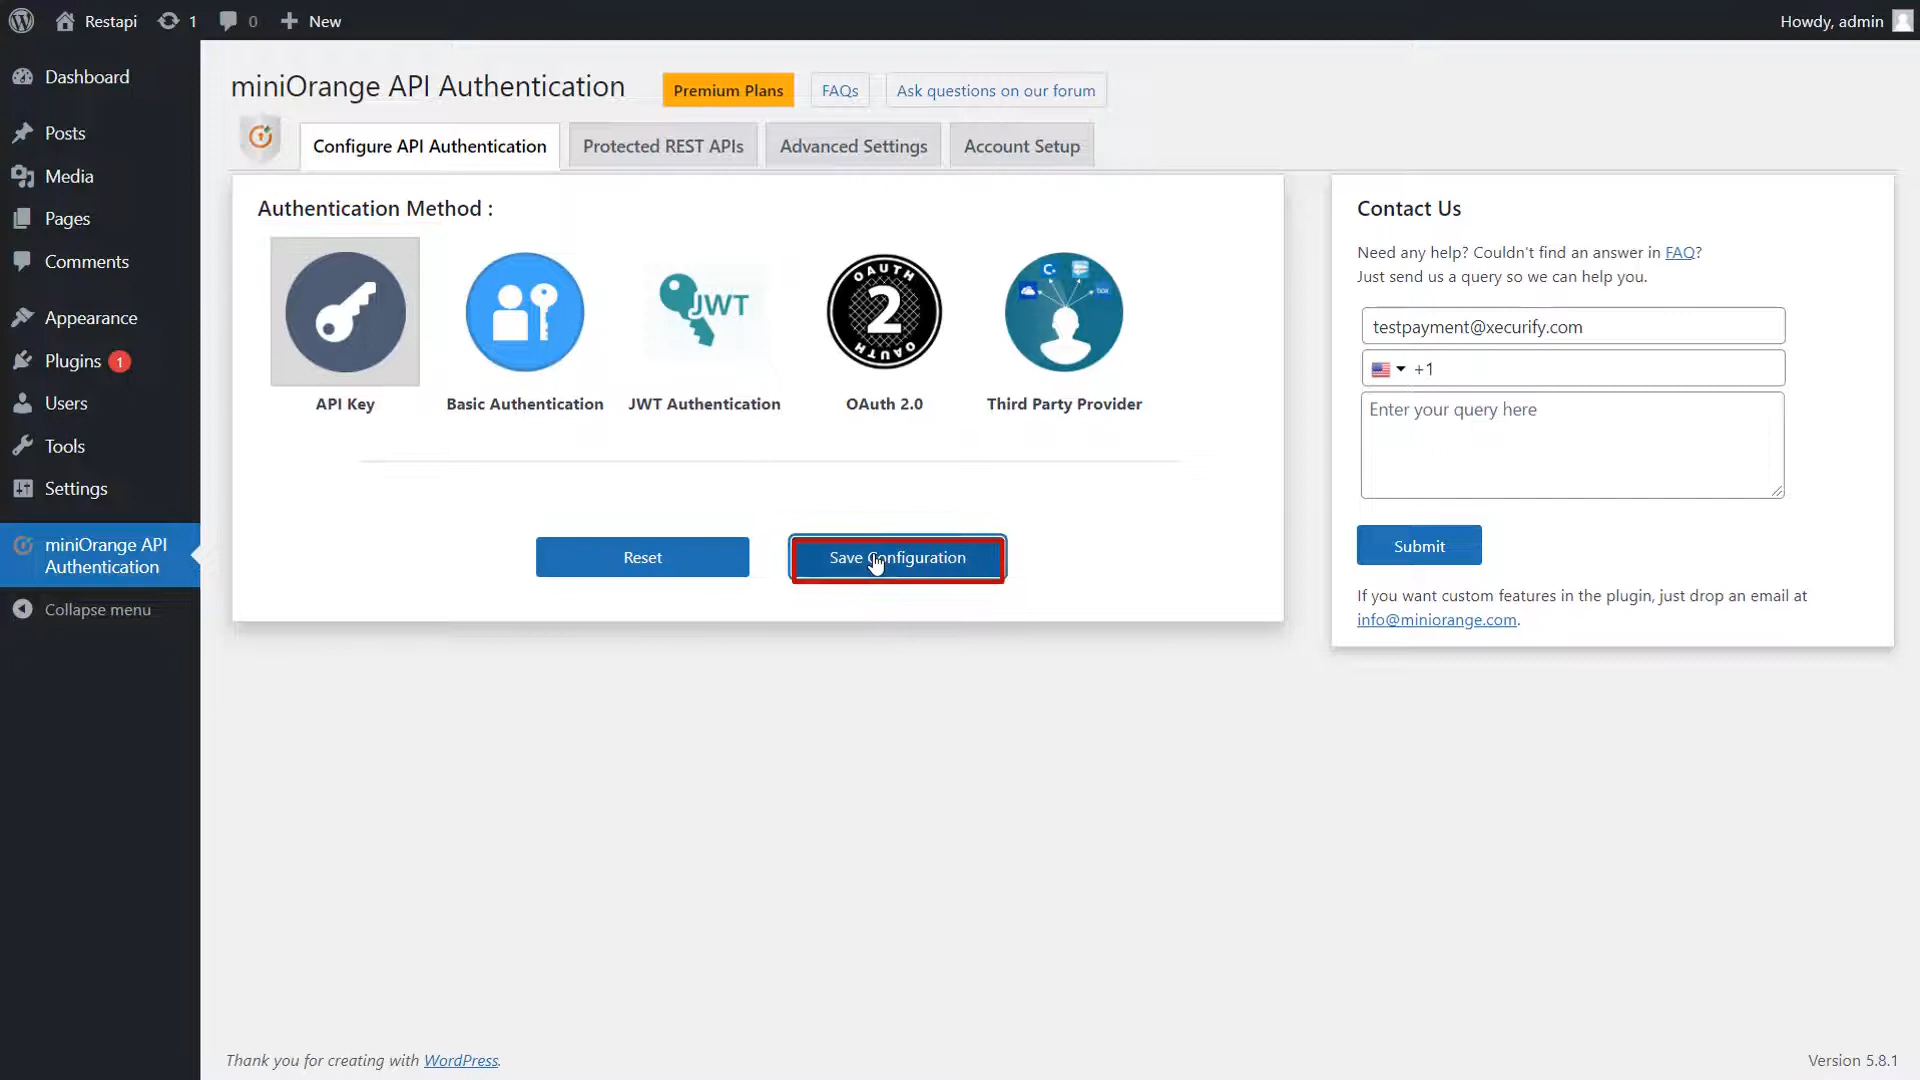 Restapi
1
0
New
Howdy, admin
Dashboard
Posts
Media
Pages
Comments
Appearance
Plugins 1
Users
Tools
Settings
miniOrange API
Authentication
Collapse menu
miniOrange API Authentication
Premium Plans
FAQs
Ask questions on our forum
Configure API Authentication
Protected REST APIs
Advanced Settings
Account Setup
Authentication Method :
JWT
OAUTH
2
OAUTH
C
box
API Key
Basic Authentication
JWT Authentication
OAuth 2.0
Third Party Provider
Reset
Save Configuration
Contact Us
Need any help? Couldn't find an answer in FAQ?
Just send us a query so we can help you.
testpayment@xecurify.com
+1
Enter your query here
Submit
If you want custom features in the plugin, just drop an email at
info@miniorange.com.
Thank you for creating with WordPress.
Version 5.8.1